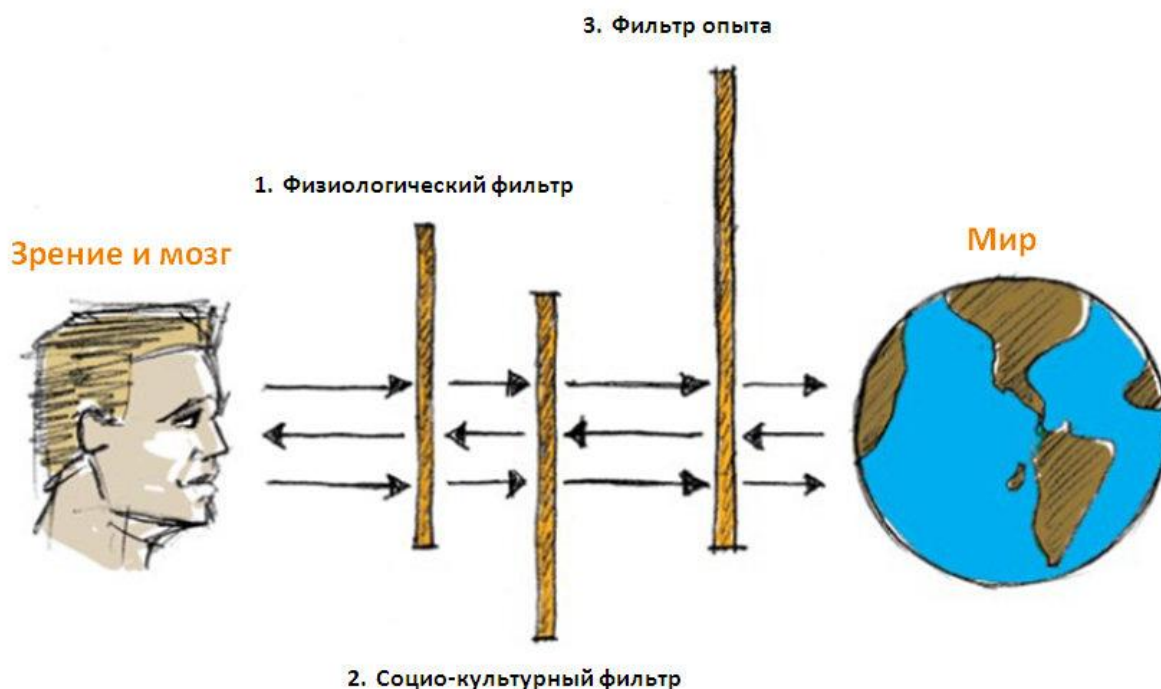 3. Фильтр опыта
1. Физиологический фильтр
Зрение и мозг
Мир
2. Социо-культурный фильтр